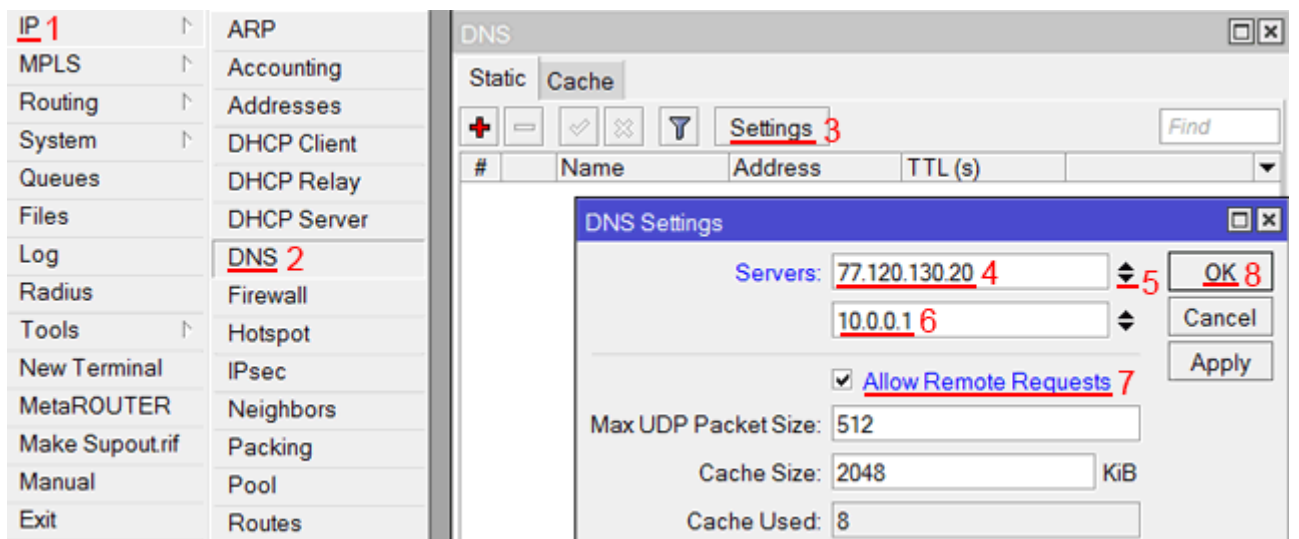 IP 1
MPLS
Routing
System
Queues
Files
Log
Radius
Tools
New Terminal
MetaROUTER
Make Supout.rif
Manual
Exit
ARP
Accounting
Addresses
DHCP Client
DHCP Relay
DHCP Server
DNS 2
Firewall
Hotspot
IPsec
Neighbors
Packing
Pool
Routes
DNS
Static Cache
Settings 3 Find
# Name Address TTL (s)
DNS Settings
Servers: 77.120.130.20 4 5 OK 8
10.0.0.1 6 Cancel
Allow Remote Requests 7 Apply
Max UDP Packet Size: 512
Cache Size: 2048 KiB
Cache Used: 8